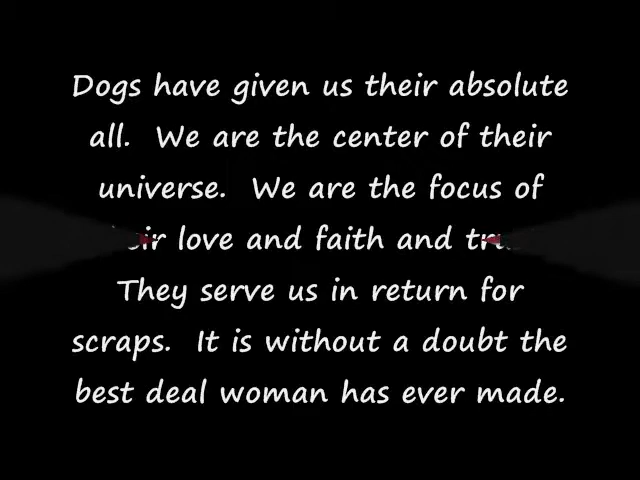 Dogs have given us their absolute
all. We are the center of their
universe. We are the focus of
love and faith and
They serve us in return for
scraps. It is without a doubt the
best deal woman has ever made.